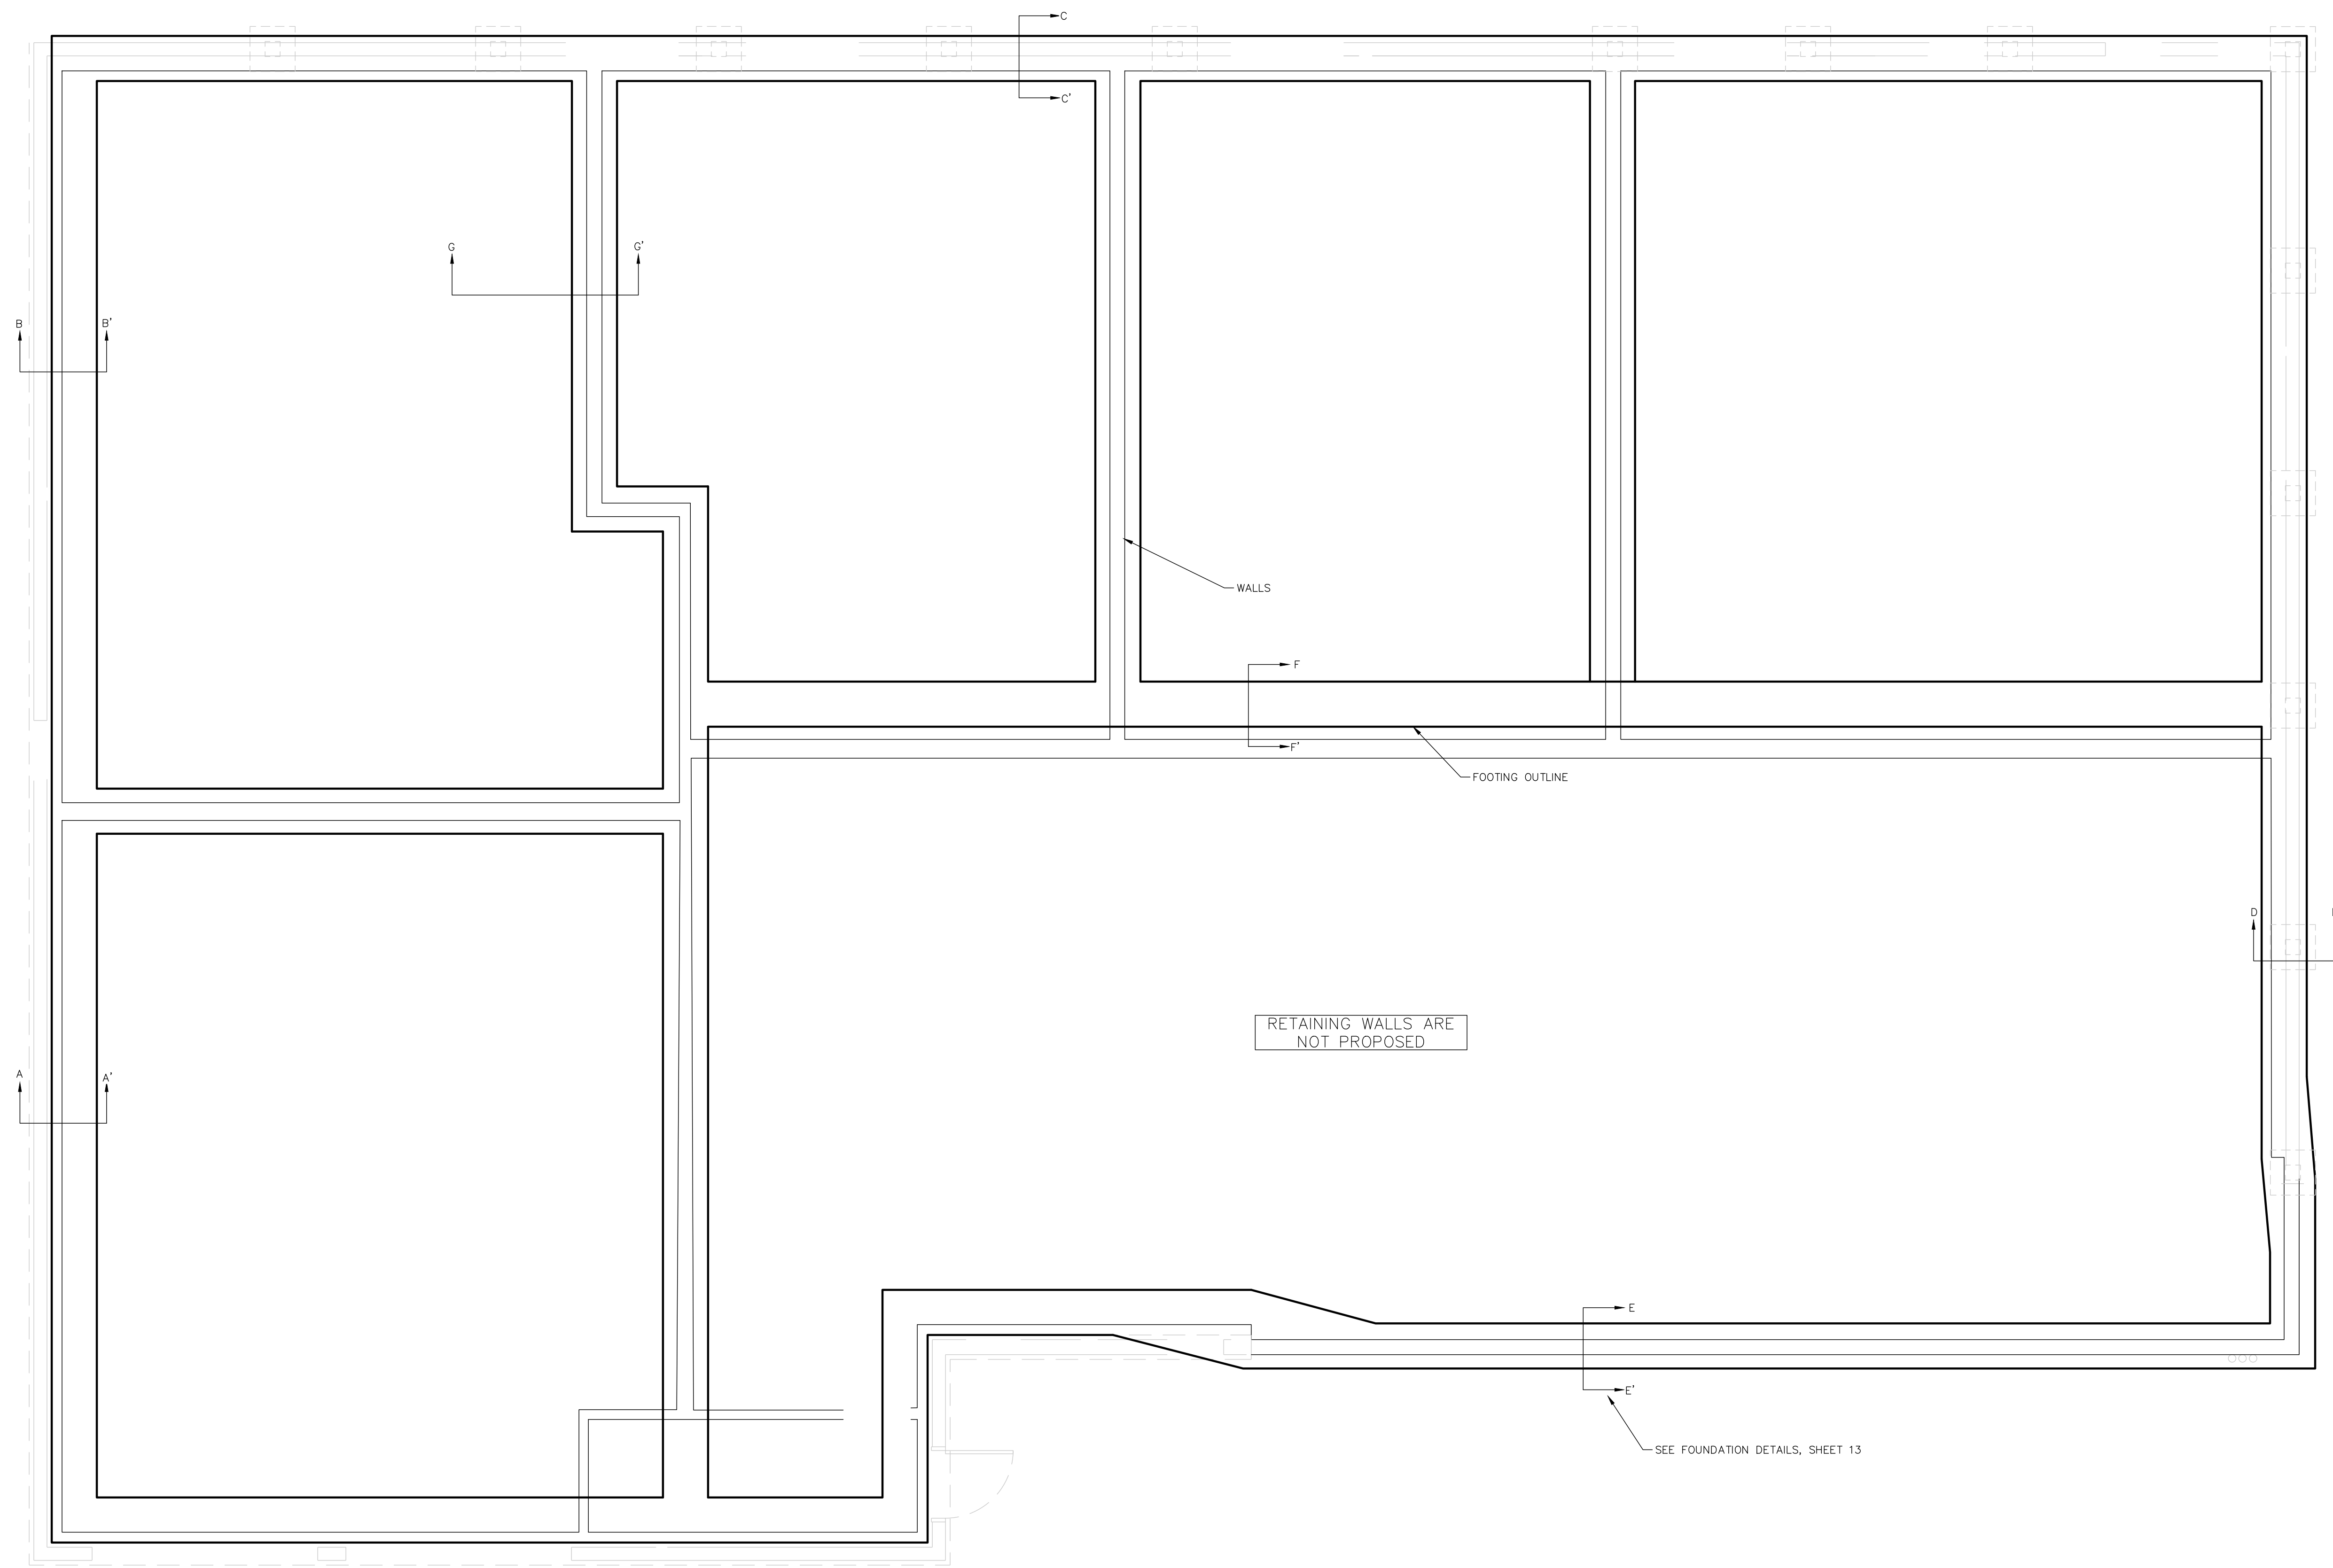 C
C'
G
G'
B
B'
WALLS
F
F'
FOOTING OUTLINE
D
RETAINING WALLS ARE
NOT PROPOSED
A
A'
E
E'
SEE FOUNDATION DETAILS, SHEET 13